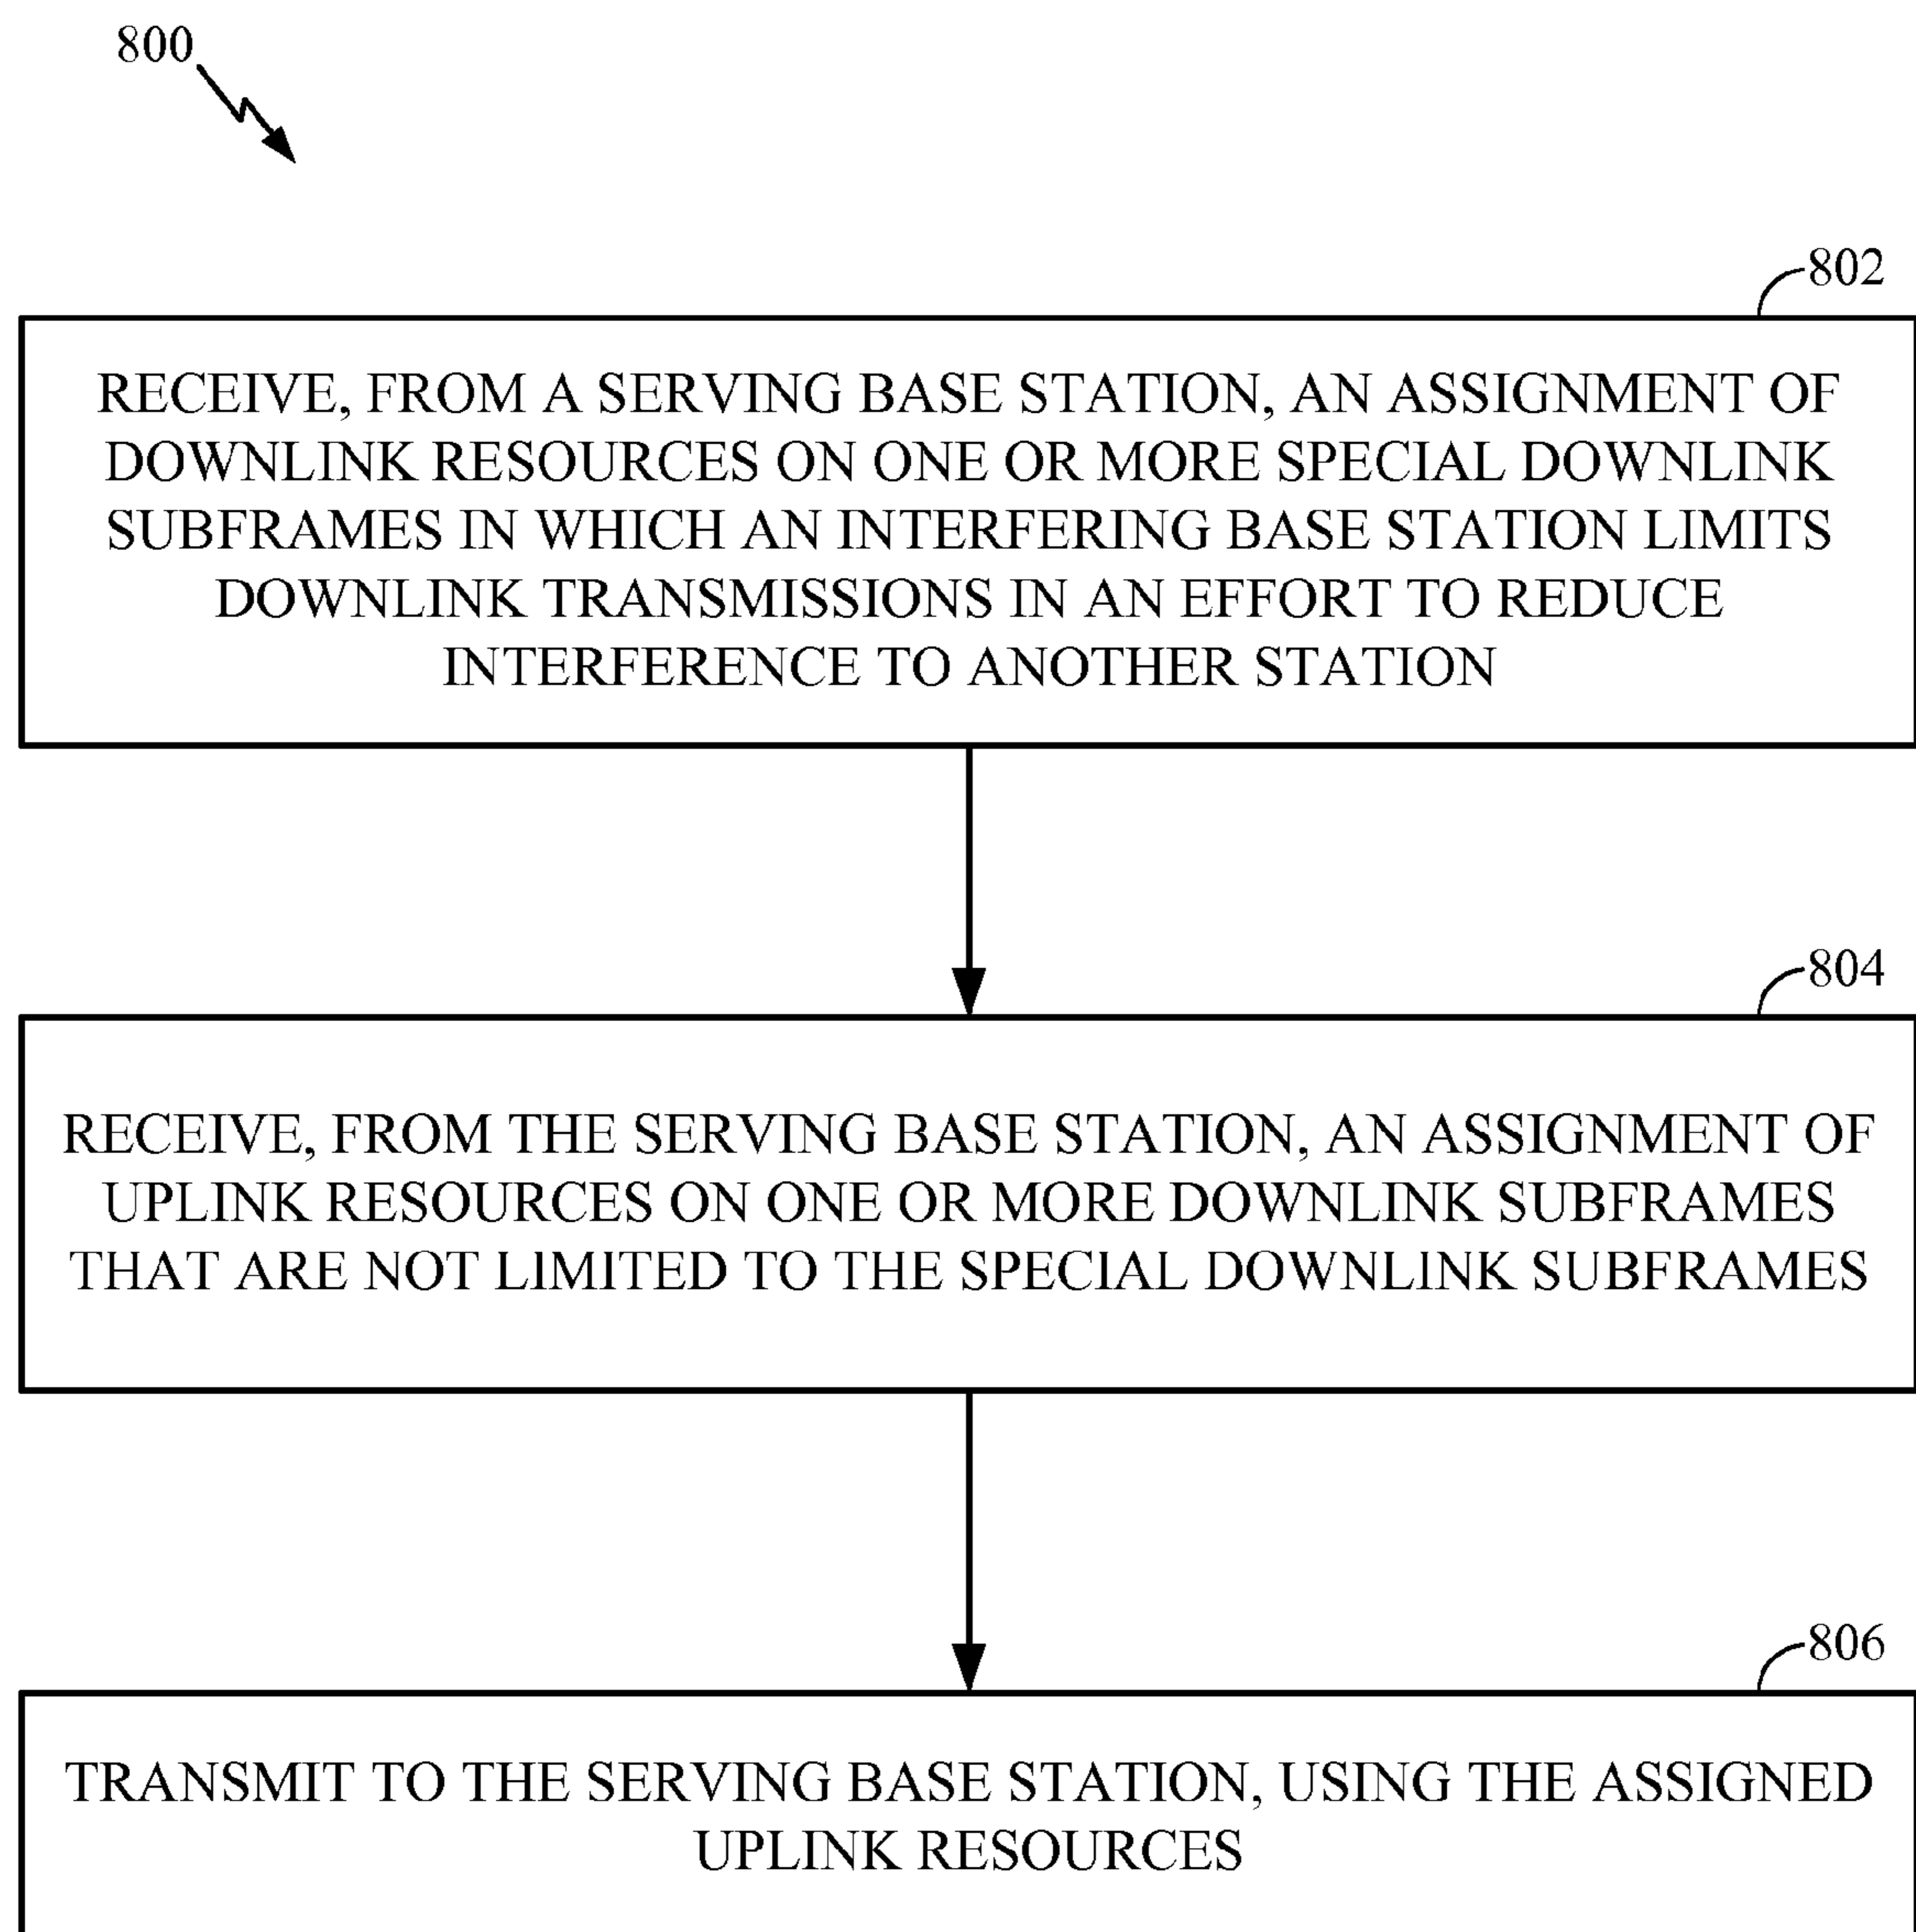 800
802
RECEIVE, FROM A SERVING BASE STATION, AN ASSIGNMENT OF
DOWNLINK RESOURCES ON ONE OR MORE SPECIAL DOWNLINK
SUBFRAMES IN WHICH AN INTERFERING BASE STATION LIMITS
DOWNLINK TRANSMISSIONS IN AN EFFORT TO REDUCE
INTERFERENCE TO ANOTHER STATION
804
RECEIVE, FROM THE SERVING BASE STATION, AN ASSIGNMENT OF
UPLINK RESOURCES ON ONE OR MORE DOWNLINK SUBFRAMES
THAT ARE NOT LIMITED TO THE SPECIAL DOWNLINK SUBFRAMES
806
TRANSMIT TO THE SERVING BASE STATION, USING THE ASSIGNED
UPLINK RESOURCES